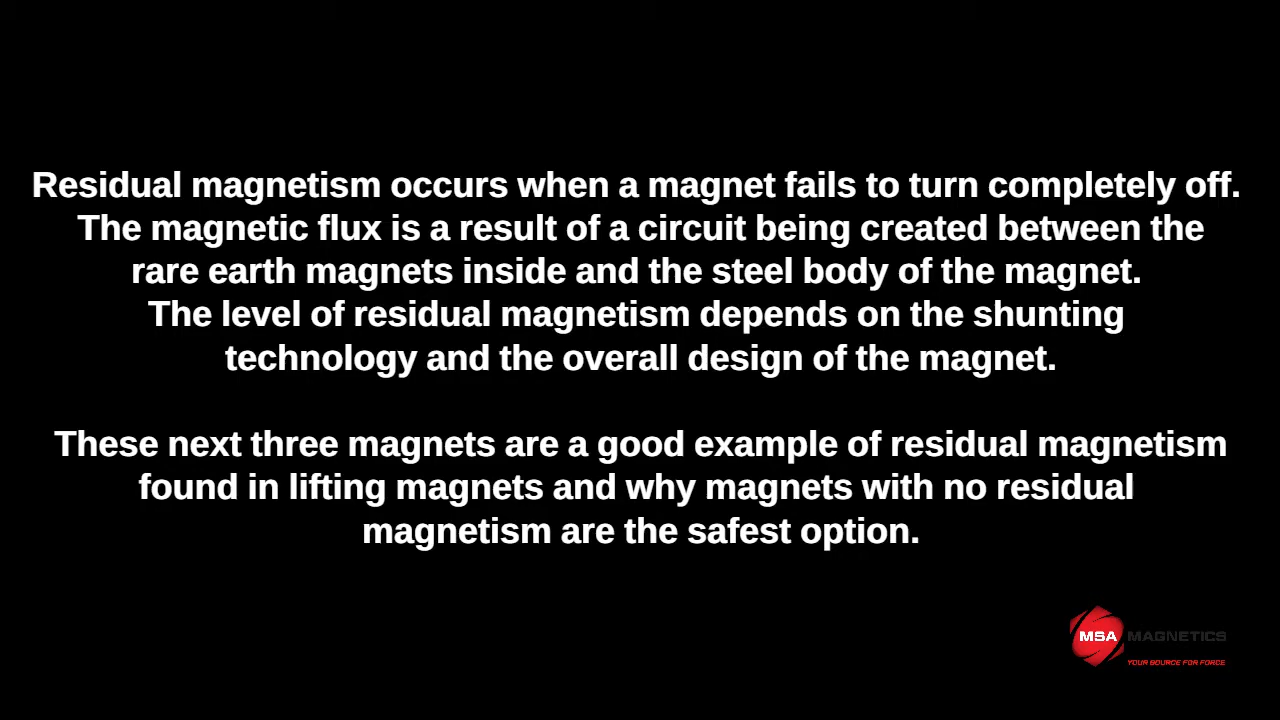 Residual magnetism occurs when a magnet fails to turn completely off.
The magnetic flux is a result of a circuit being created between the
rare earth magnets inside and the steel body of the magnet.
The level of residual magnetism depends on the shunting
technology and the overall design of the magnet.
These next three magnets are a good example of residual magnetism
found in lifting magnets and why magnets with no residual
magnetism are the safest option.
MSA MAGNETICS
YOUR SOURCE FOR FORCE